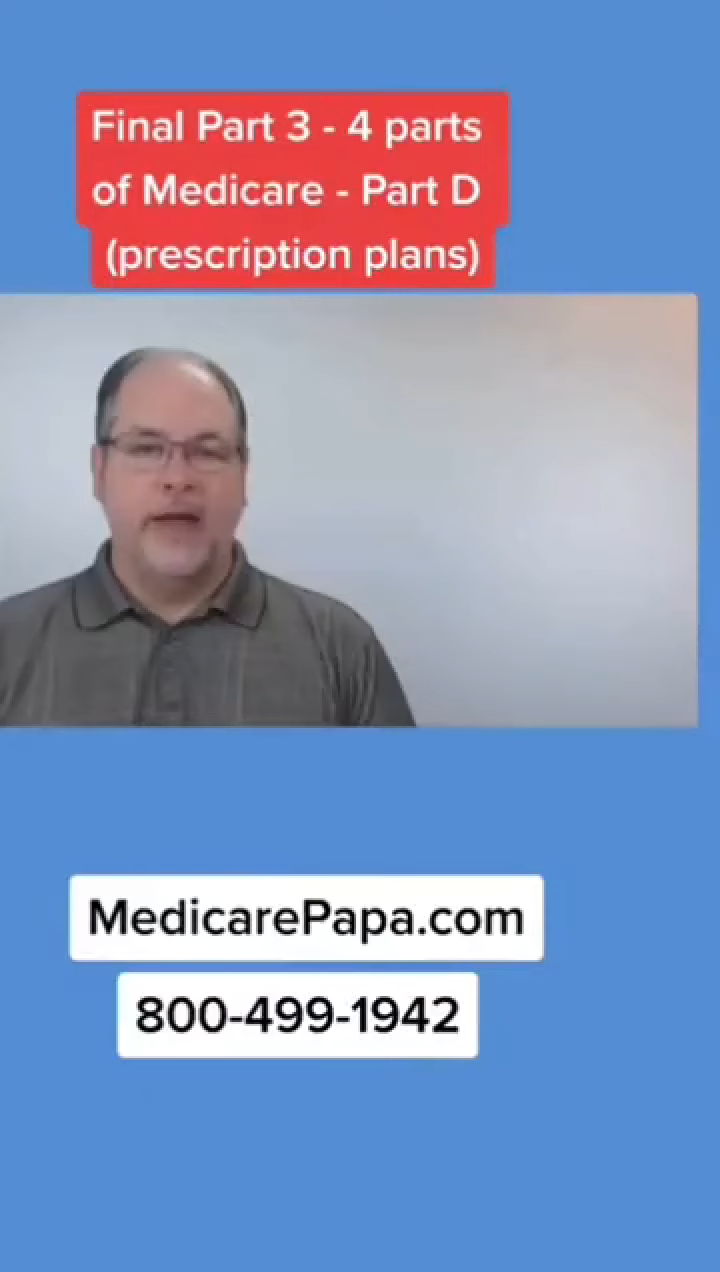 Final Part 3 - 4 parts
of Medicare - Part D
(prescription plans)
MedicarePapa.com
800-499-1942